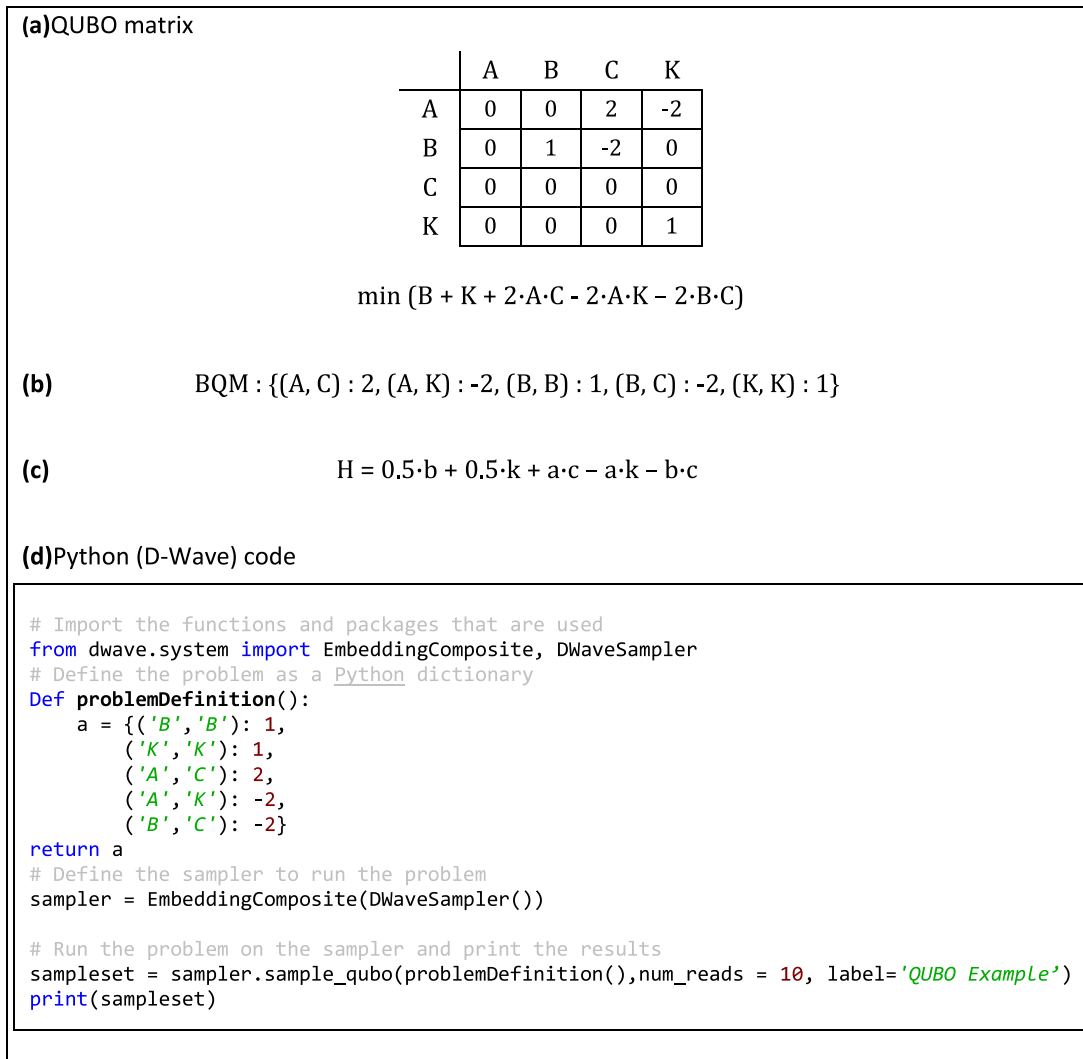 (a)QUBO matrix
A B C K
A 0 0 2 -2
B 0 1 -2 0
C 0 0 0 0
K 0 0 0 1
min (B + K + 2·A·C - 2·A·K – 2·B·C)
(b) BQM : {(A, C) : 2, (A, K) : -2, (B, B) : 1, (B, C) : -2, (K, K) : 1}
(c) H = 0.5·b + 0.5·k + a·c – a·k – b·c
(d)Python (D-Wave) code
# Import the functions and packages that are used
from dwave.system import EmbeddingComposite, DWaveSampler
# Define the problem as a Python dictionary
Def problemDefinition():
    a = {('B','B'): 1,
        ('K','K'): 1,
        ('A','C'): 2,
        ('A','K'): -2,
        ('B','C'): -2}
return a
# Define the sampler to run the problem
sampler = EmbeddingComposite(DWaveSampler())
# Run the problem on the sampler and print the results
sampleset = sampler.sample_qubo(problemDefinition(),num_reads = 10, label='QUBO Example’)
print(sampleset)